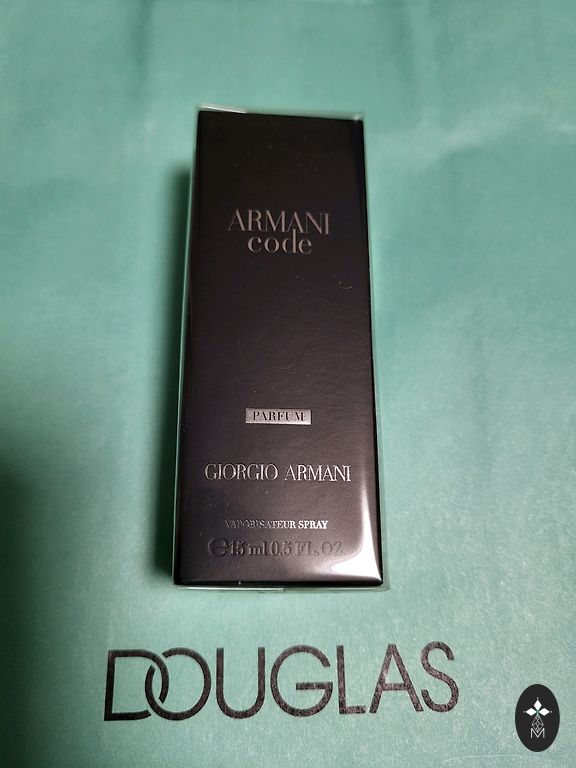 ARMANI
code
PARFUM
GIORGIO ARMANI
VAPORISATEUR SPRAY
℮15 ml 0.5 FL.OZ.
DOUGLAS
M